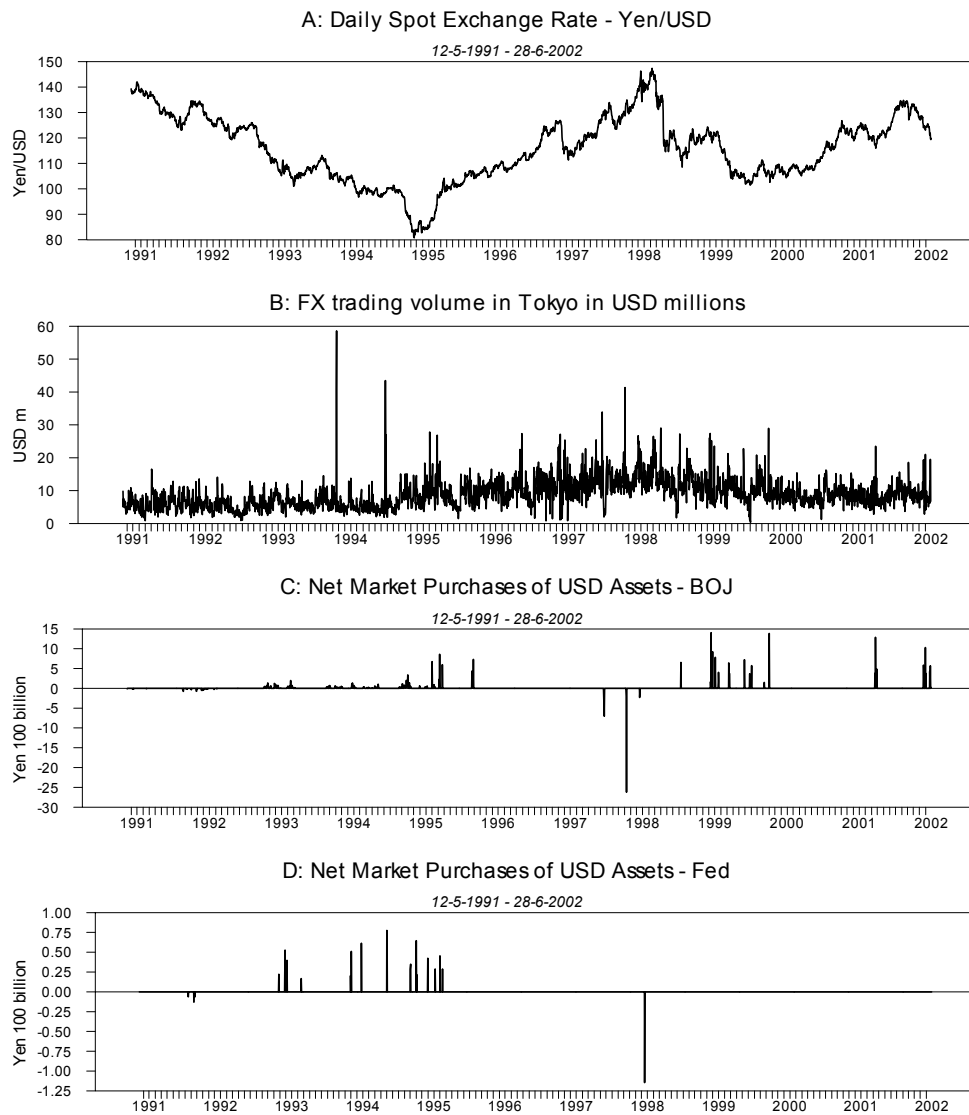 A: Daily Spot Exchange Rate - Yen/USD
12-5-1991 - 28-6-2002
150
140
130
120
110
100
90
80
Yen/USD
1991 1992 1993 1994 1995 1996 1997 1998 1999 2000 2001 2002
B: FX trading volume in Tokyo in USD millions
60
50
40
30
20
10
0
USD m
1991 1992 1993 1994 1995 1996 1997 1998 1999 2000 2001 2002
C: Net Market Purchases of USD Assets - BOJ
12-5-1991 - 28-6-2002
15
10
5
0
-5
-10
-15
-20
-25
-30
Yen 100 billion
1991 1992 1993 1994 1995 1996 1997 1998 1999 2000 2001 2002
D: Net Market Purchases of USD Assets - Fed
12-5-1991 - 28-6-2002
1.00
0.75
0.50
0.25
0.00
-0.25
-0.50
-0.75
-1.00
-1.25
Yen 100 billion
1991 1992 1993 1994 1995 1996 1997 1998 1999 2000 2001 2002